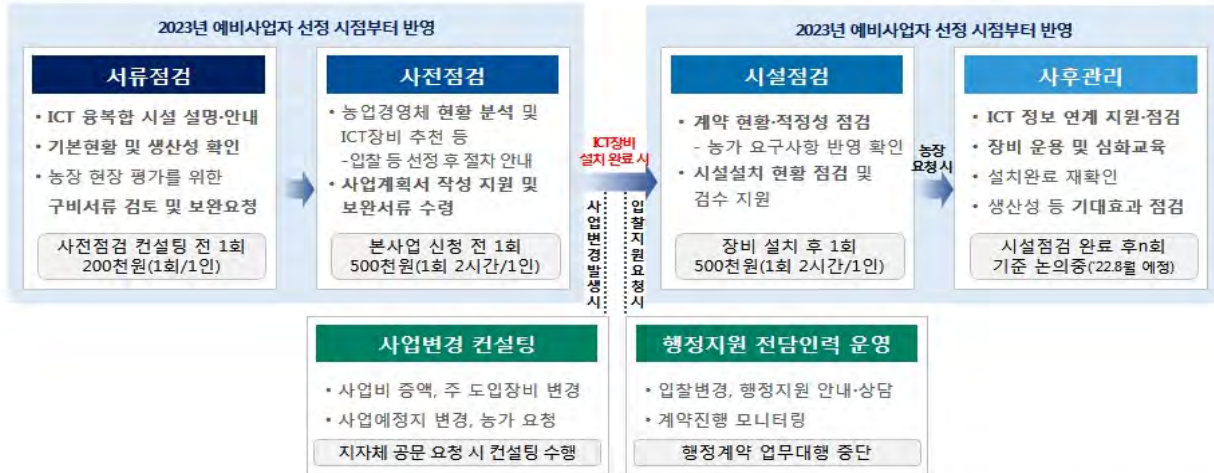 2023년 예비사업자 선정 시점부터 반영
서류점검
• ICT 융복합 시설 설명·안내
• 기본현황 및 생산성 확인
• 농장 현장 평가를 위한
구비서류 검토 및 보완요청
사전점검 컨설팅 전 1회
200천원(1회/1인)
사전점검
• 농업경영체 현황 분석 및
ICT장비 추천 등
-입찰 등 선정 후 절차 안내
• 사업계획서 작성 지원 및
보완서류 수령
본사업 신청 전 1회
500천원(1회 2시간/1인)
ICT장비
설치 완료 시
사업변경발생시
입찰지원요청시
2023년 예비사업자 선정 시점부터 반영
시설점검
• 계약 현황·적정성 점검
- 농가 요구사항 반영 확인
• 시설설치 현황 점검 및
검수 지원
장비 설치 후 1회
500천원(1회 2시간/1인)
농장
요청 시
사후관리
• ICT 정보 연계 지원·점검
• 장비 운용 및 심화교육
• 설치완료 재확인
• 생산성 등 기대효과 점검
시설점검 완료 후n회
기준 논의중('22.8월 예정)
사업변경 컨설팅
• 사업비 증액, 주 도입장비 변경
• 사업예정지 변경, 농가 요청
지자체 공문 요청 시 컨설팅 수행
행정지원 전담인력 운영
• 입찰변경, 행정지원 안내·상담
• 계약진행 모니터링
행정계약 업무대행 중단